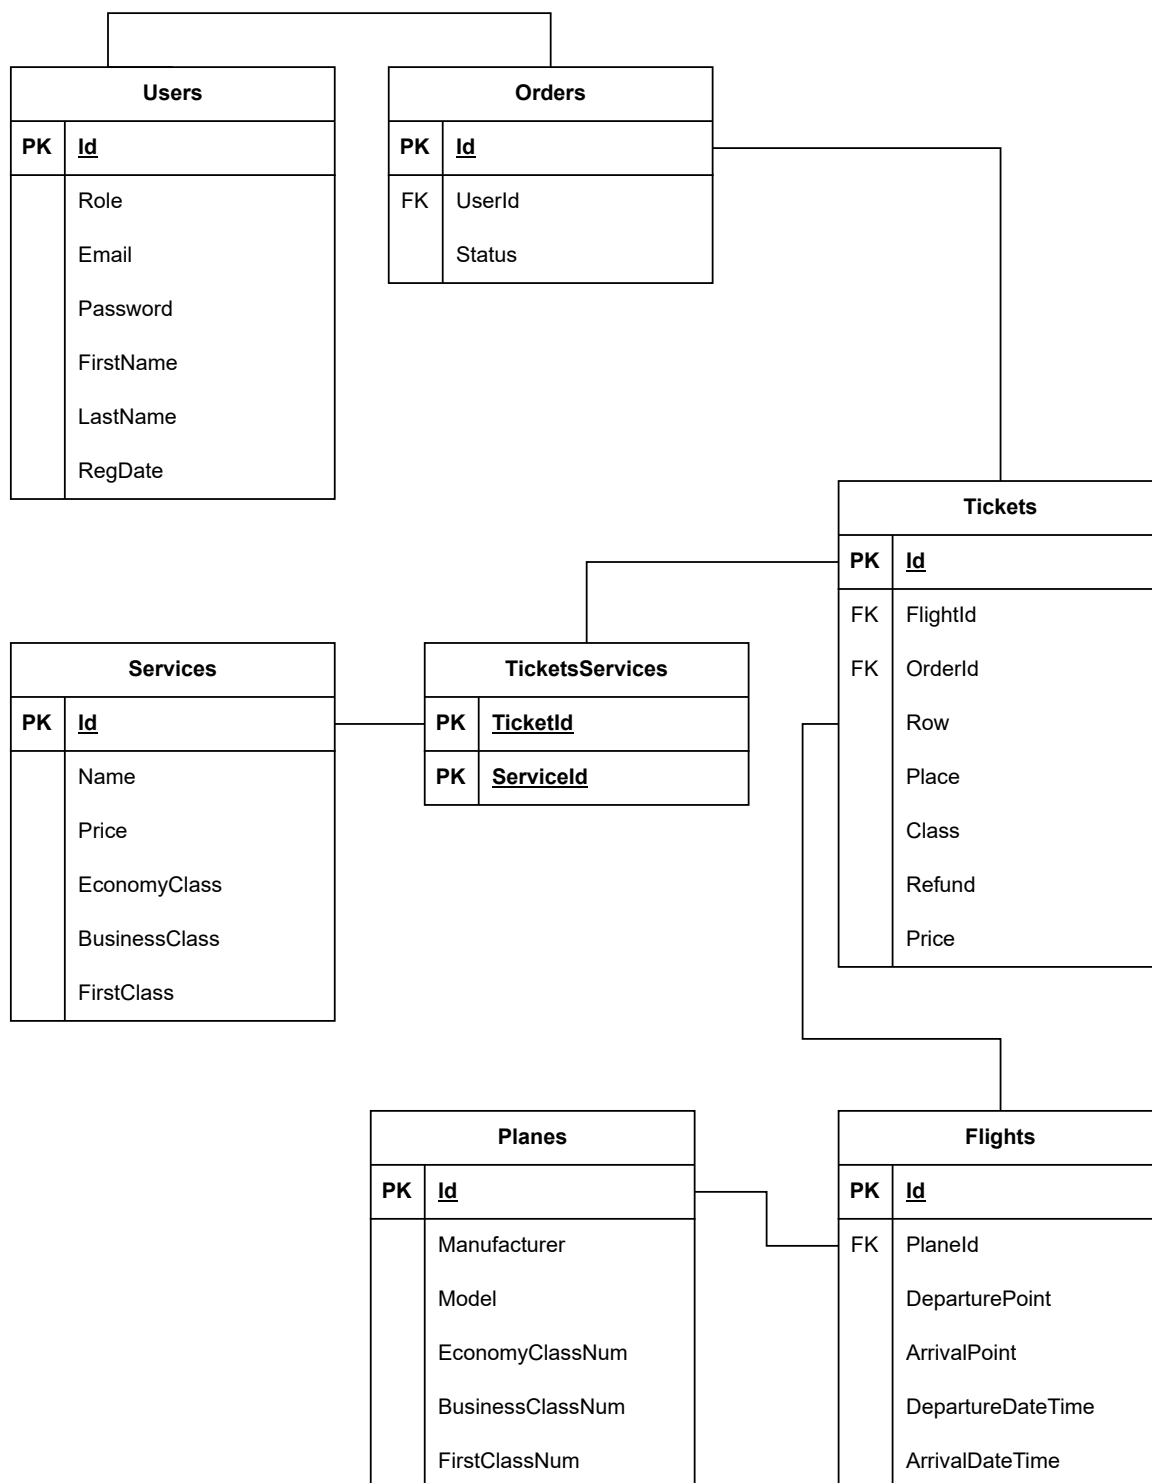 Users
PK Id
Role
Email
Password
FirstName
LastName
RegDate
Orders
PK Id
FK UserId
Status
Tickets
PK Id
FK FlightId
FK OrderId
Row
Place
Class
Refund
Price
Services
PK Id
Name
Price
EconomyClass
BusinessClass
FirstClass
TicketsServices
PK TicketId
PK ServiceId
Planes
PK Id
Manufacturer
Model
EconomyClassNum
BusinessClassNum
FirstClassNum
Flights
PK Id
FK PlaneId
DeparturePoint
ArrivalPoint
DepartureDateTime
ArrivalDateTime